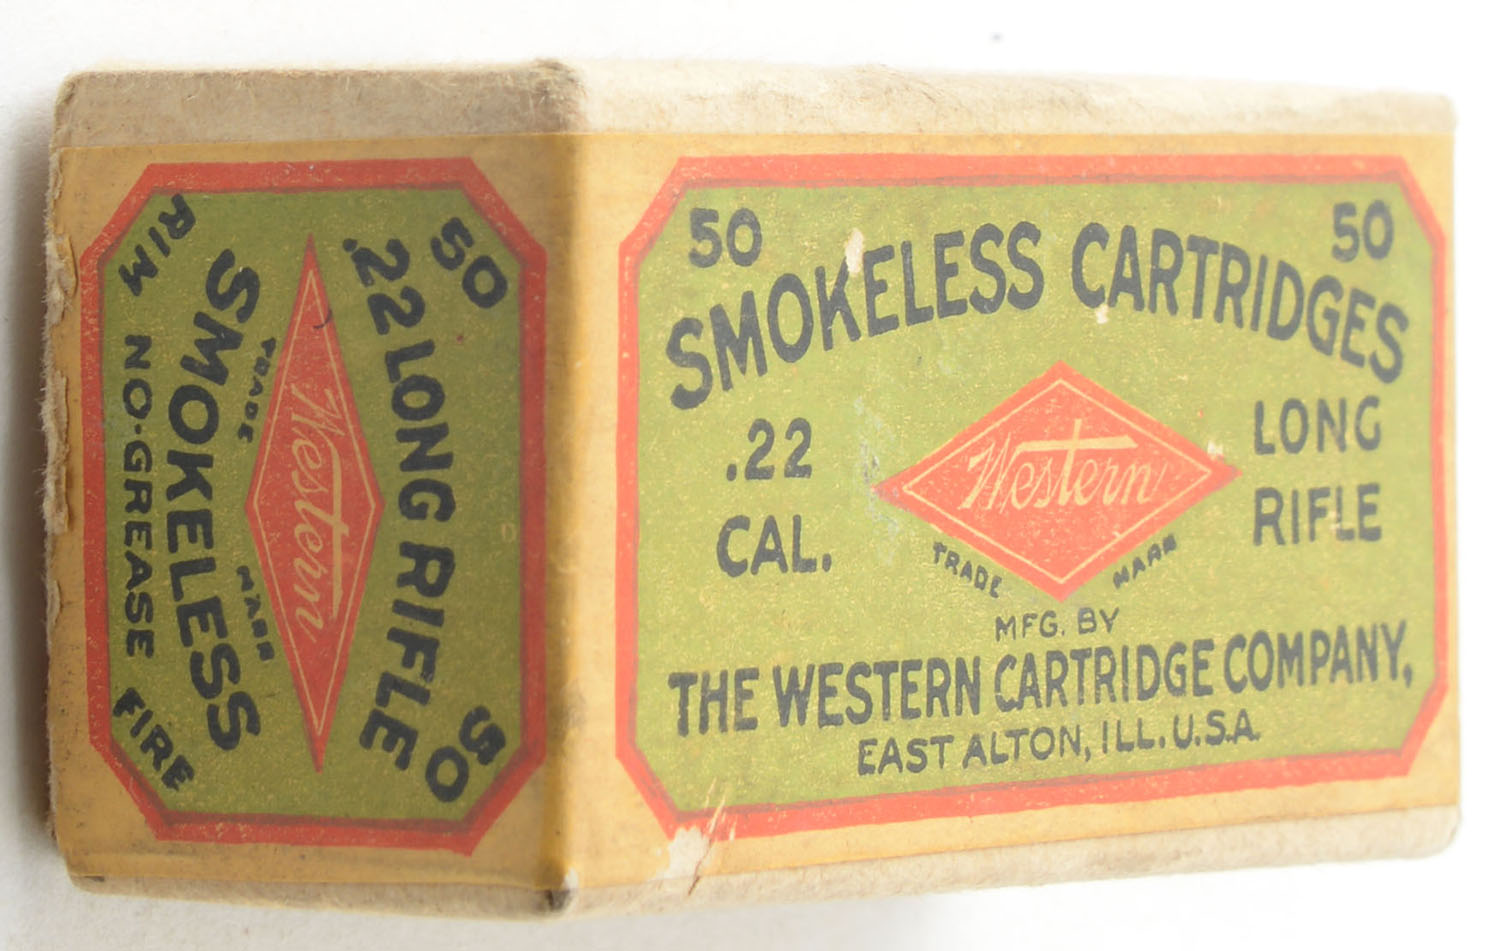 50 50
SMOKELESS CARTRIDGES
.22
CAL.
Western
TRADE MARK
LONG
RIFLE
MFG. BY
THE WESTERN CARTRIDGE COMPANY,
EAST ALTON, ILL. U.S.A.
50 50
.22 LONG RIFLE
Western
TRADE MARK
SMOKELESS
RIM NO-GREASE FIRE